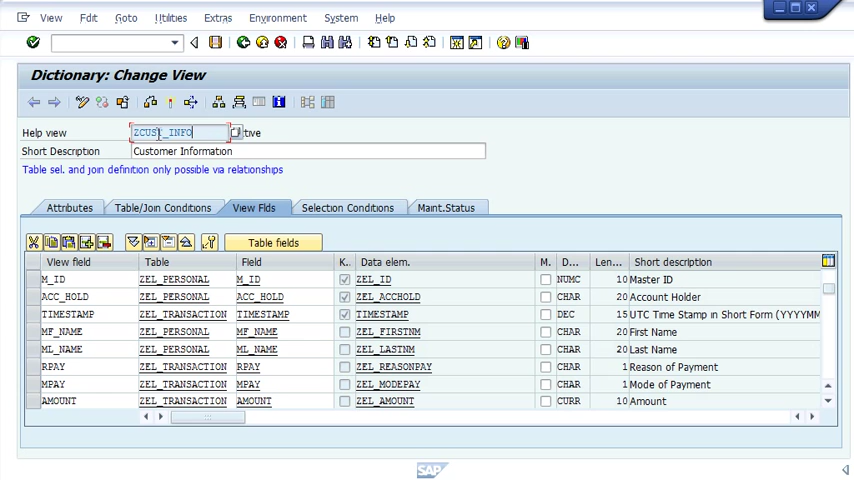 View Edit Goto Utilities Extras Environment System Help
Dictionary: Change View
Help view ZCUST_INFO tive
Short Description Customer Information
Table sel. and join definition only possible via relationships
Attributes Table/Join Conditions View Flds Selection Conditions Maint.Status
Table fields
View field Table Field K.. Data elem. M. D... Len... Short description
M_ID ZEL_PERSONAL M_ID ZEL_ID NUMC 10 Master ID
ACC_HOLD ZEL_PERSONAL ACC_HOLD ZEL_ACCHOLD CHAR 20 Account Holder
TIMESTAMP ZEL_TRANSACTION TIMESTAMP TIMESTAMP DEC 15 UTC Time Stamp in Short Form (YYYYMM
MF_NAME ZEL_PERSONAL MF_NAME ZEL_FIRSTNM CHAR 20 First Name
ML_NAME ZEL_PERSONAL ML_NAME ZEL_LASTNM CHAR 20 Last Name
RPAY ZEL_TRANSACTION RPAY ZEL_REASONPAY CHAR 1 Reason of Payment
MPAY ZEL_TRANSACTION MPAY ZEL_MODEPAY CHAR 1 Mode of Payment
AMOUNT ZEL_TRANSACTION AMOUNT ZEL_AMOUNT CURR 10 Amount
SAP